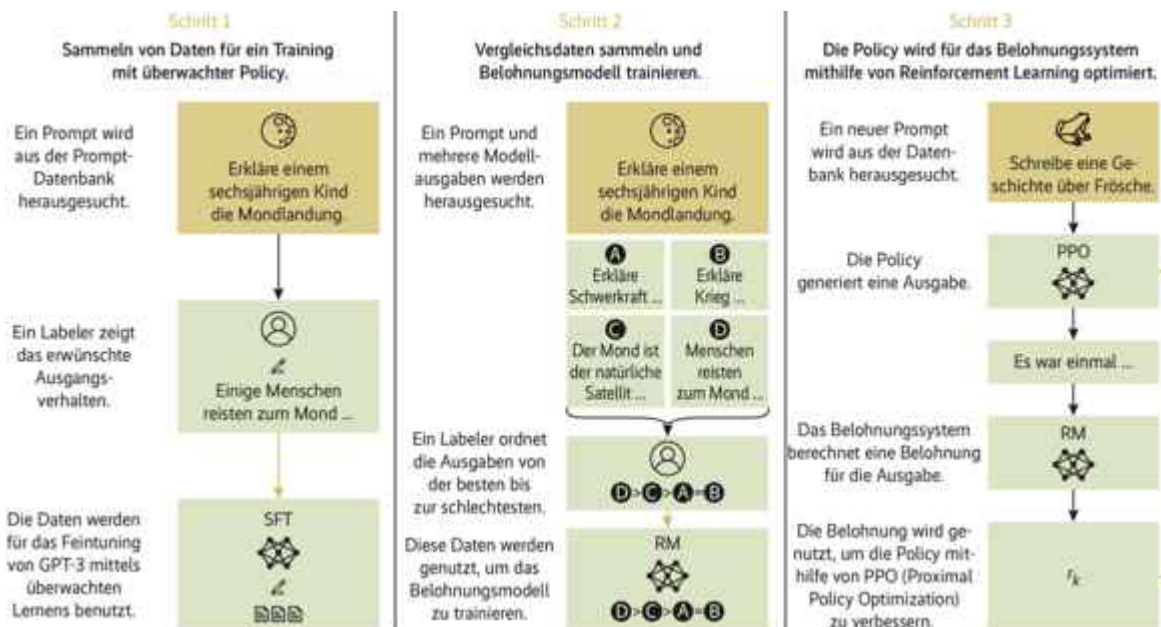 Schritt 1
Sammeln von Daten für ein Training
mit überwachter Policy.
Ein Prompt wird
aus der Prompt-
Datenbank
herausgesucht.
Erkläre einem
sechsjährigen Kind
die Mondlandung.
Ein Labeler zeigt
das erwünschte
Ausgangs-
verhalten.
Einige Menschen
reisten zum Mond ...
Die Daten werden
für das Feintuning
von GPT-3 mittels
überwachten
Lernens benutzt.
SFT
Schritt 2
Vergleichsdaten sammeln und
Belohnungsmodell trainieren.
Ein Prompt und
mehrere Modell-
ausgaben werden
herausgesucht.
Erkläre einem
sechsjährigen Kind
die Mondlandung.
A
Erkläre
Schwerkraft ...
B
Erkläre
Krieg ...
C
Der Mond ist
der natürliche
Satellit ...
D
Menschen
reisten
zum Mond ...
Ein Labeler ordnet
die Ausgaben von
der besten bis
zur schlechtesten.
D>C>A=B
Diese Daten werden
genutzt, um das
Belohnungsmodell
zu trainieren.
RM
D>C>A=B
Schritt 3
Die Policy wird für das Belohnungssystem
mithilfe von Reinforcement Learning optimiert.
Ein neuer Prompt
wird aus der Daten-
bank herausgesucht.
Schreibe eine Ge-
schichte über Frösche.
Die Policy
generiert eine Ausgabe.
PPO
Es war einmal ...
Das Belohnungssystem
berechnet eine Belohnung
für die Ausgabe.
RM
Die Belohnung wird ge-
nutzt, um die Policy mit-
hilfe von PPO (Proximal
Policy Optimization)
zu verbessern.
rk